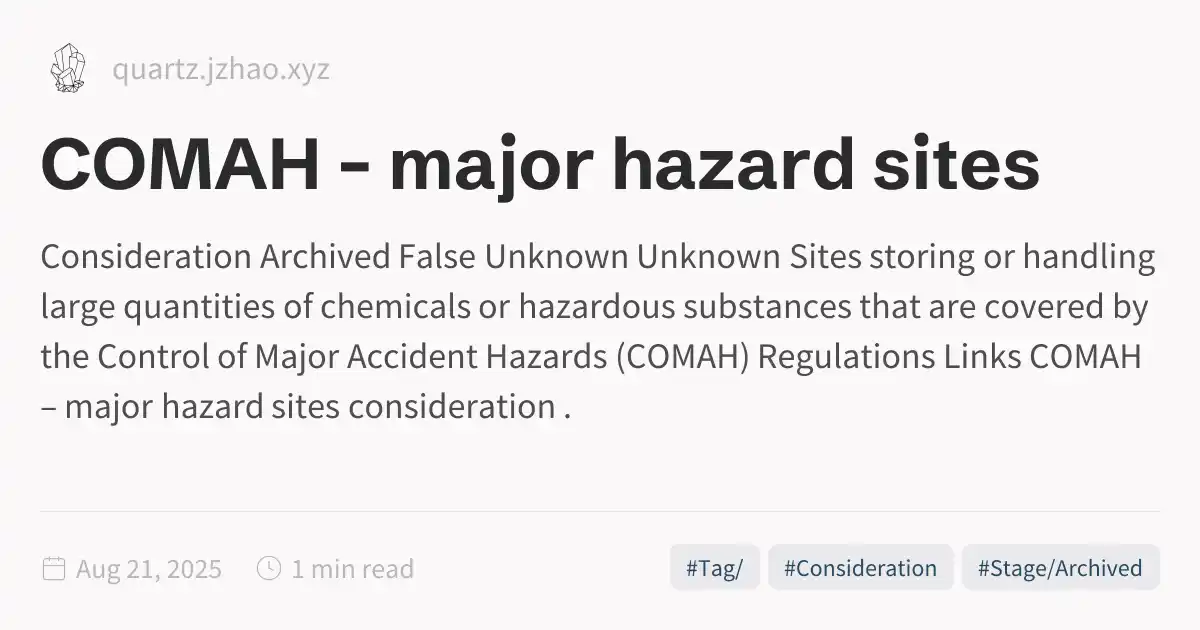 quartz.jzhao.xyz
COMAH – major hazard sites
Consideration Archived False Unknown Unknown Sites storing or handling
large quantities of chemicals or hazardous substances that are covered by
the Control of Major Accident Hazards (COMAH) Regulations Links COMAH
– major hazard sites consideration .
Aug 21, 2025 1 min read #Tag/ #Consideration #Stage/Archived